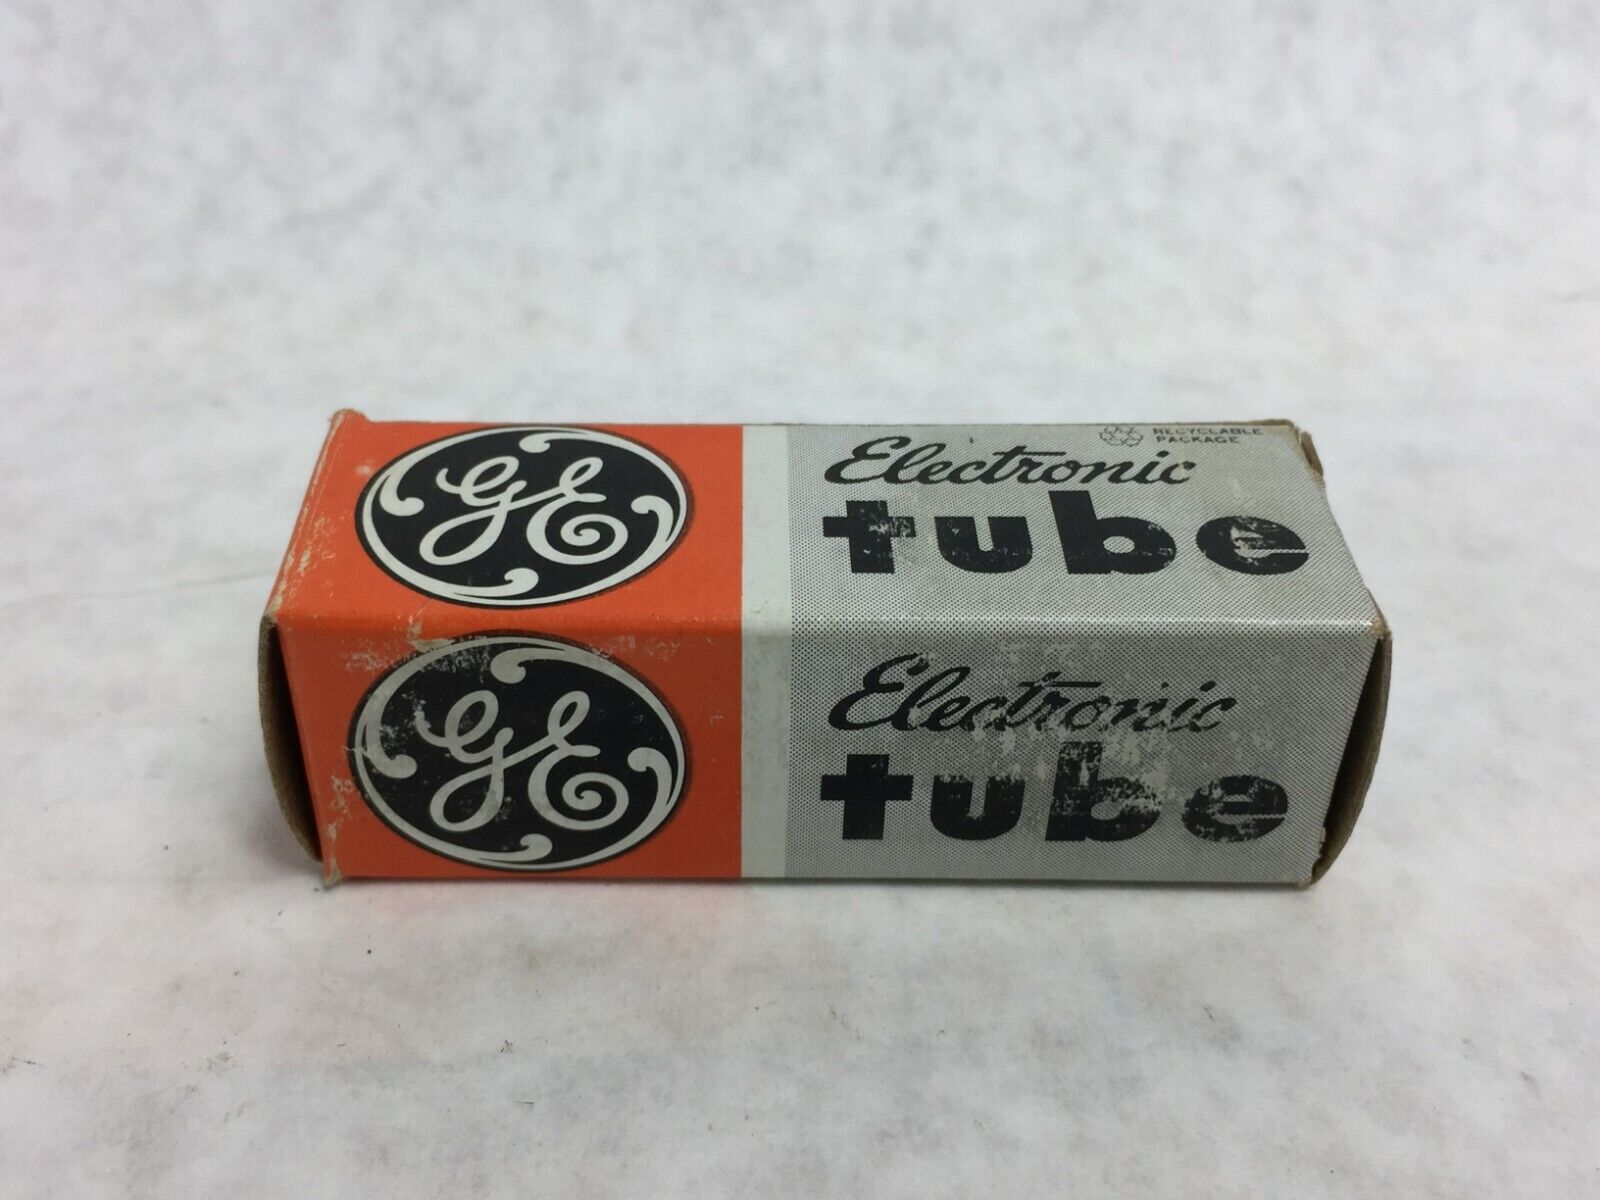 GE
Electronic
tube
RECYCLABLE
PACKAGE
GE
Electronic
tube